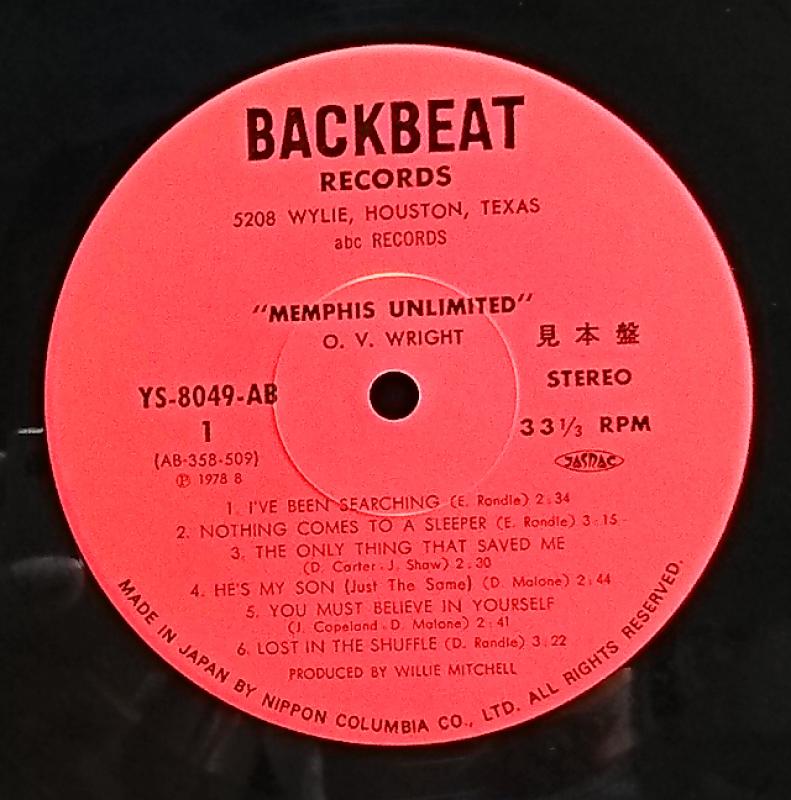 BACKBEAT
RECORDS
5208 WYLIE, HOUSTON, TEXAS
abc RECORDS
"MEMPHIS UNLIMITED"
O. V. WRIGHT
見本盤
STEREO
YS-8049-AB
1
33 1/3 RPM
(AB-358-509)
Ⓟ 1978 8
JASRAC
1. I'VE BEEN SEARCHING (E. Randle) 2:34
2. NOTHING COMES TO A SLEEPER (E. Randle) 3:15
3. THE ONLY THING THAT SAVED ME
(D. Carter. J. Shaw) 2:30
4. HE'S MY SON (Just The Same) (D. Malone) 2:44
5. YOU MUST BELIEVE IN YOURSELF
(J. Copeland. D. Malone) 2:41
6. LOST IN THE SHUFFLE (D. Randle) 3:22
PRODUCED BY WILLIE MITCHELL
MADE IN JAPAN BY NIPPON COLUMBIA CO., LTD. ALL RIGHTS RESERVED.